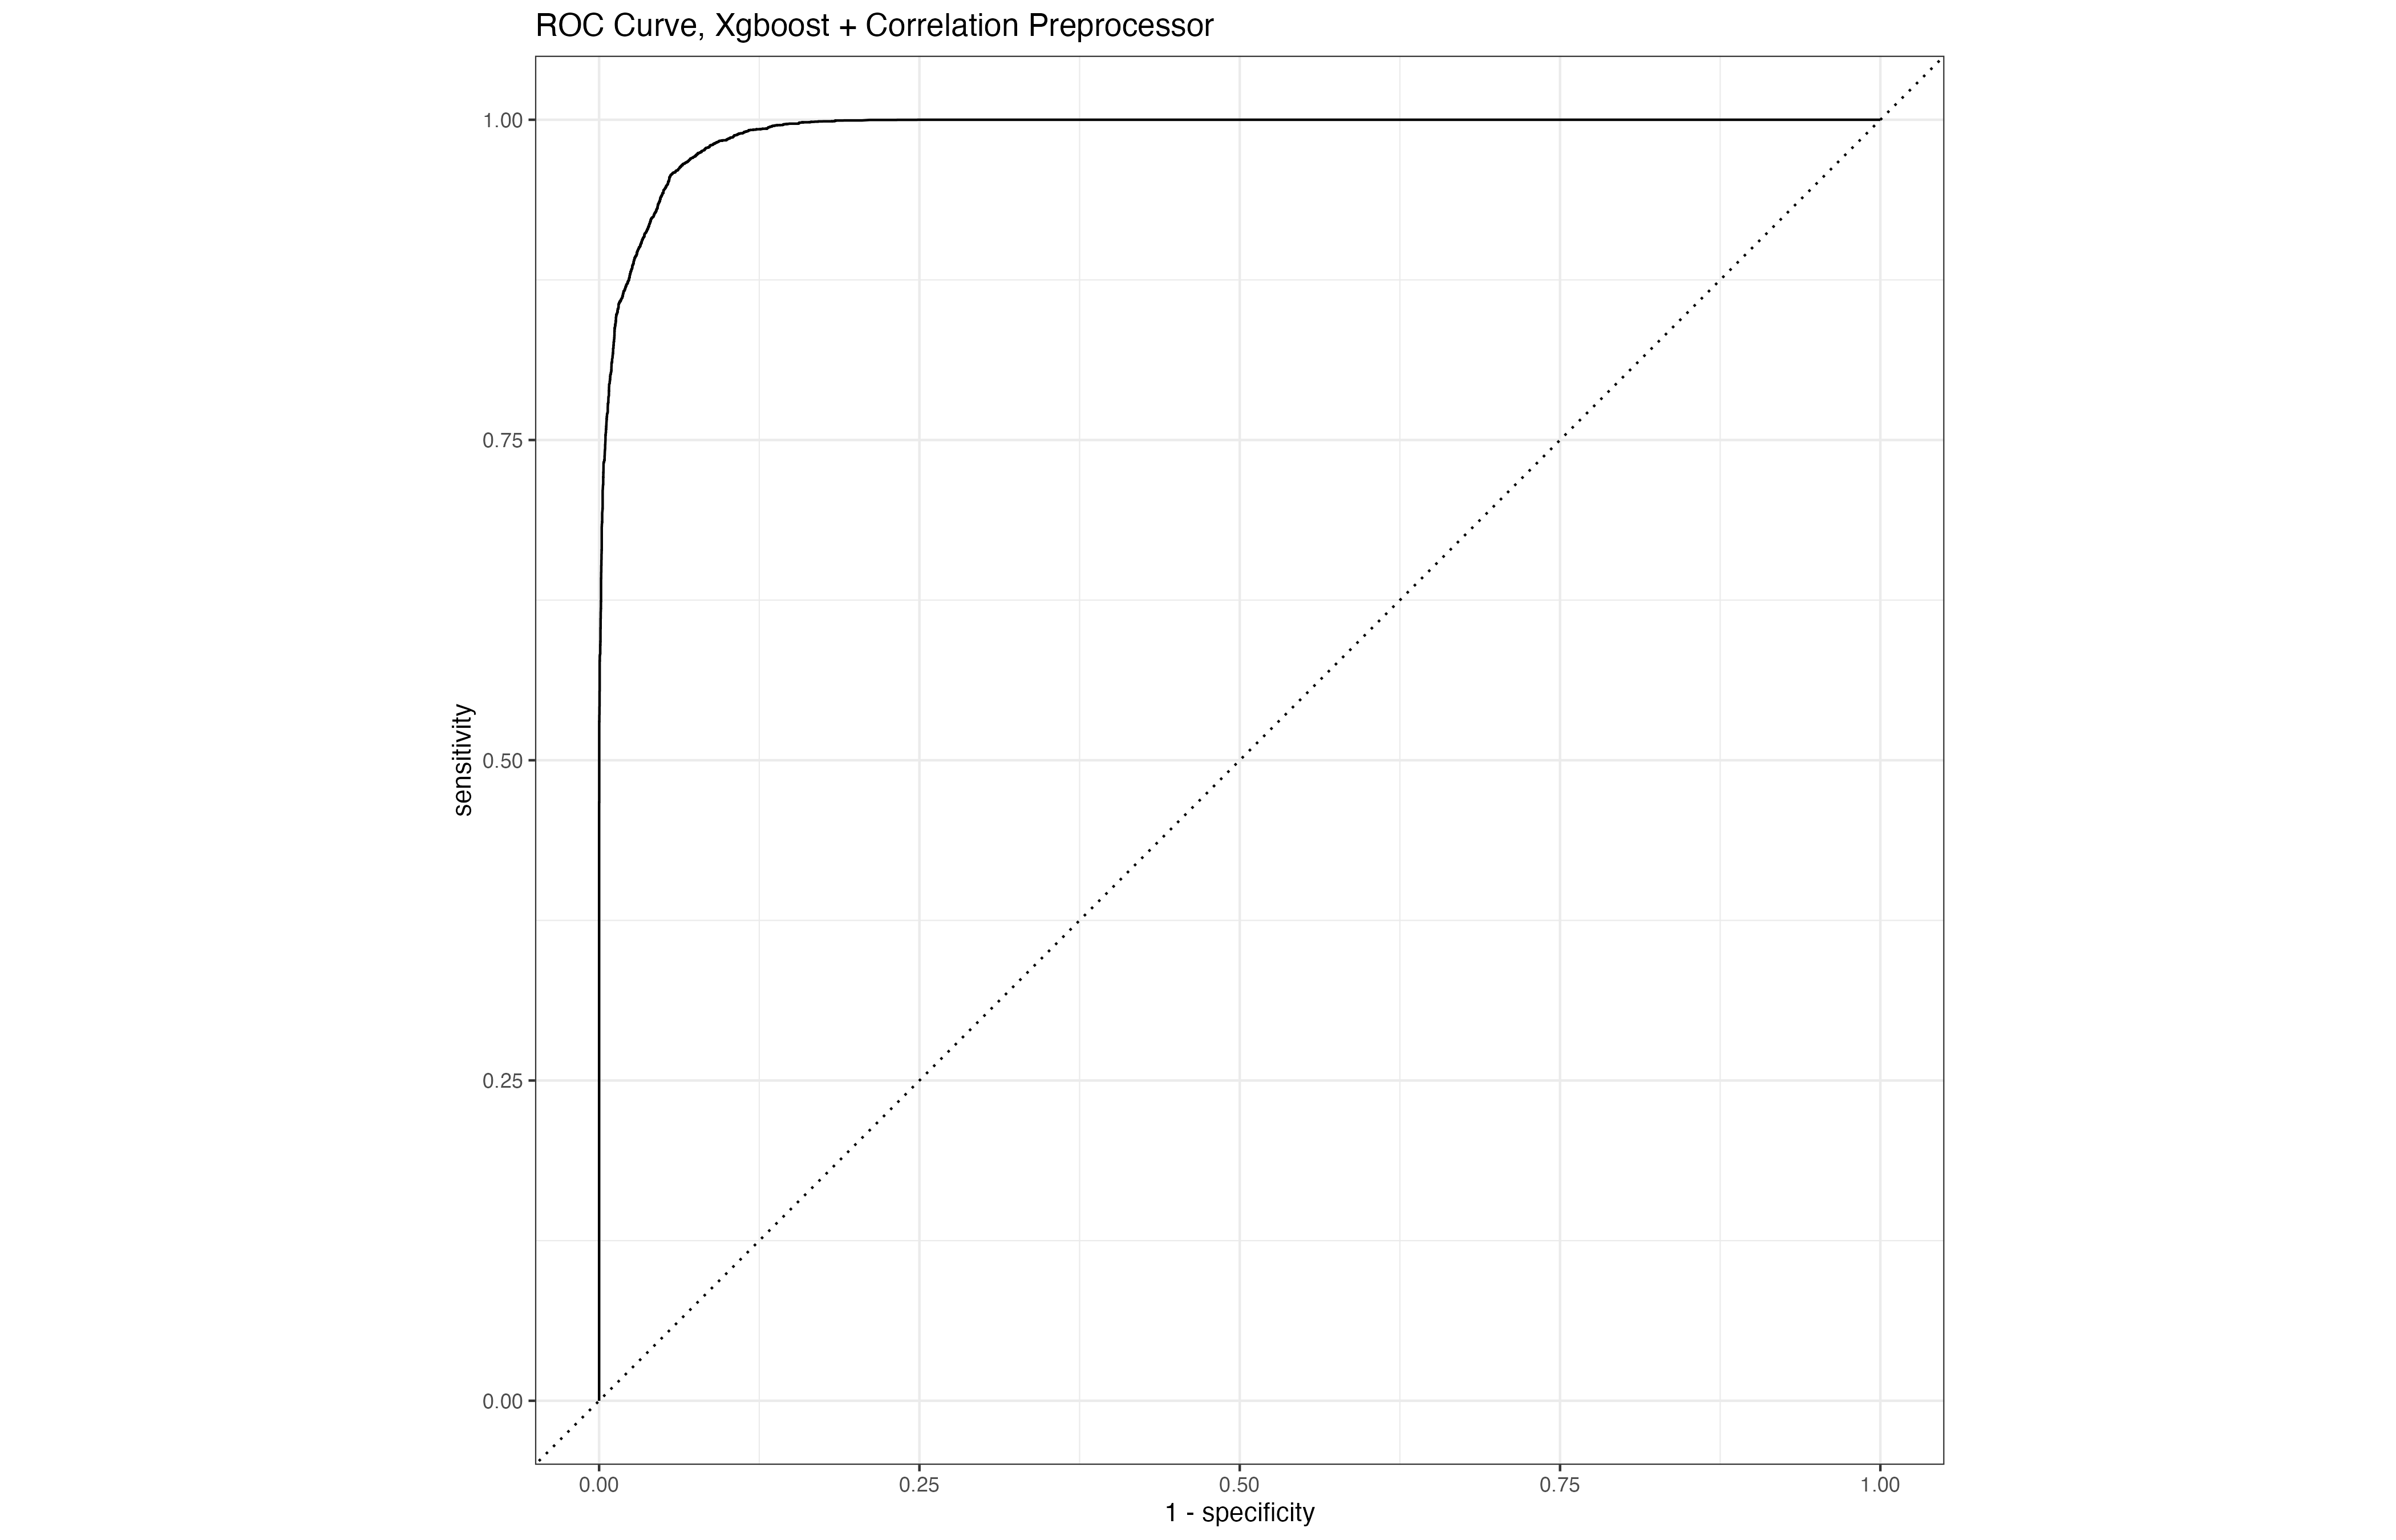 ROC Curve, Xgboost + Correlation Preprocessor
1.00
0.75
0.50
0.25
0.00
sensitivity
0.00 0.25 0.50 0.75 1.00
1 - specificity